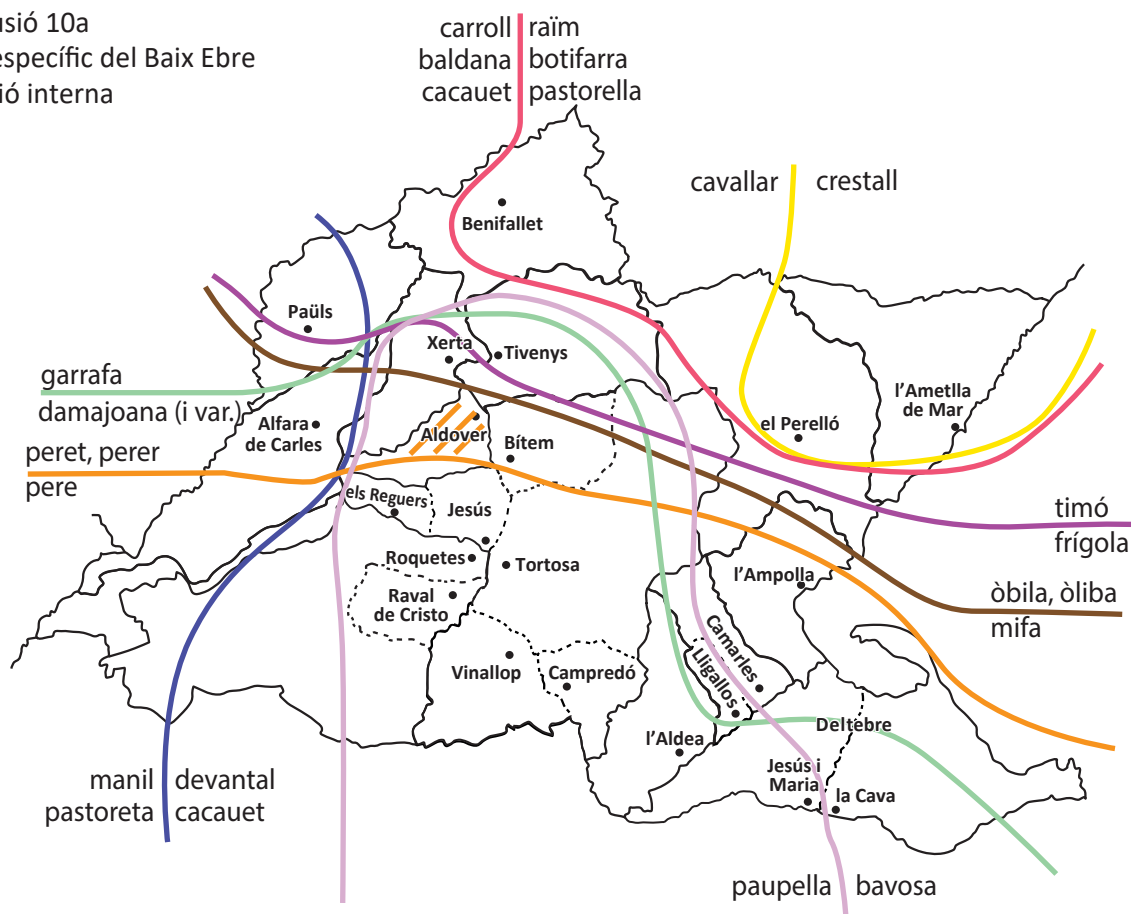 usió 10a
específic del Baix Ebre
ió interna
carroll raïm
baldana botifarra
cacauet pastorella
cavallar crestall
Benifallet
Paüls
Xerta
Tivenys
garrafa
damajoana (i var.)
l'Ametlla
de Mar
Alfara
de Carles
Aldover
el Perelló
Bítem
peret, perer
pere
els Reguers
Jesús
timó
frígola
Roquetes
Tortosa
l'Ampolla
Raval
de Cristo
òbila, òliba
mifa
Camarles
Lligallos
Vinallop
Campredó
Deltebre
l'Aldea
manil devantal
pastoreta cacauet
Jesús i
Maria
la Cava
paupella bavosa